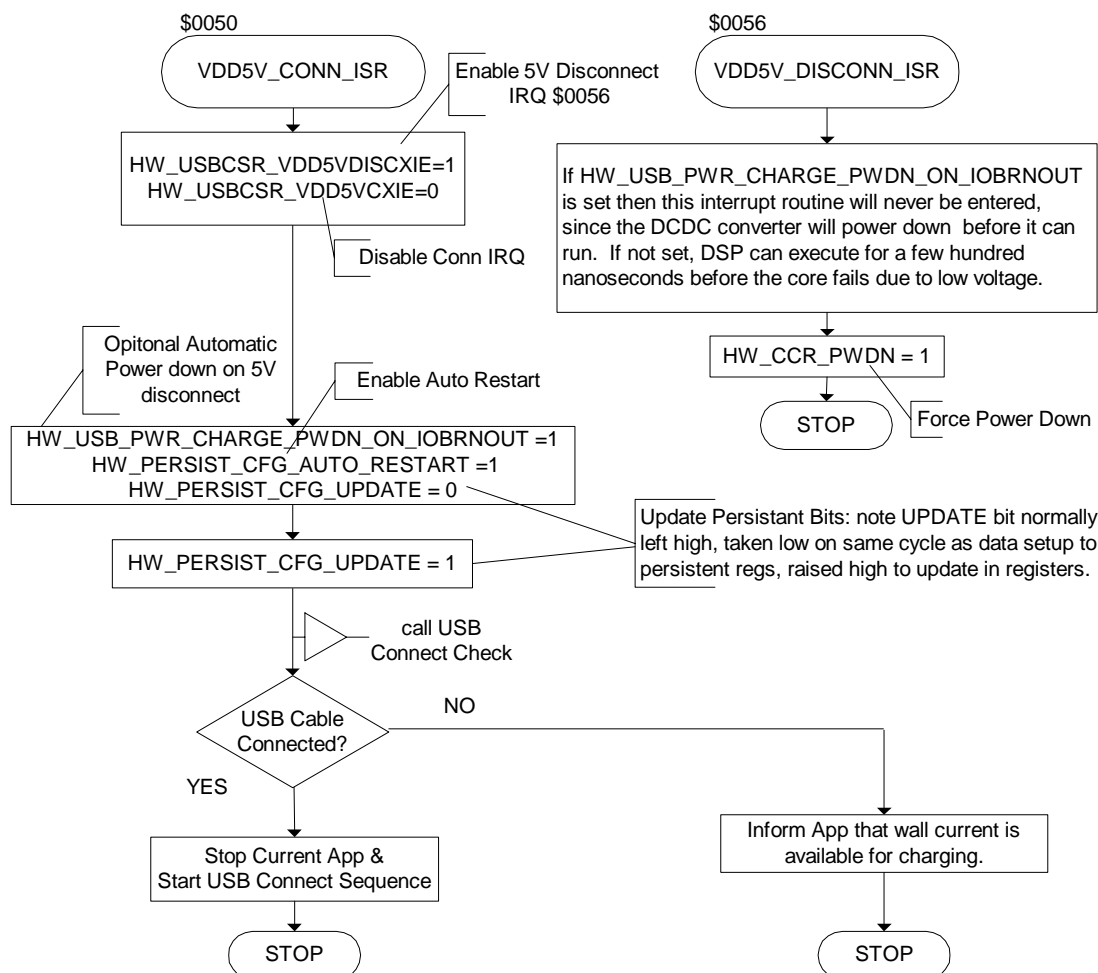 $0050
VDD5V_CONN_ISR
Enable 5V Disconnect
IRQ $0056
HW_USBCSR_VDD5VDISCXIE=1
HW_USBCSR_VDD5VCXIE=0
Disable Conn IRQ
Opitonal Automatic
Power down on 5V
disconnect
Enable Auto Restart
HW_USB_PWR_CHARGE_PWDN_ON_IOBRNOUT =1
HW_PERSIST_CFG_AUTO_RESTART =1
HW_PERSIST_CFG_UPDATE = 0
HW_PERSIST_CFG_UPDATE = 1
Update Persistant Bits: note UPDATE bit normally
left high, taken low on same cycle as data setup to
persistent regs, raised high to update in registers.
call USB
Connect Check
USB Cable
Connected?
NO
YES
Stop Current App &
Start USB Connect Sequence
STOP
Inform App that wall current is
available for charging.
STOP
$0056
VDD5V_DISCONN_ISR
If HW_USB_PWR_CHARGE_PWDN_ON_IOBRNOUT
is set then this interrupt routine will never be entered,
since the DCDC converter will power down before it can
run. If not set, DSP can execute for a few hundred
nanoseconds before the core fails due to low voltage.
HW_CCR_PWDN = 1
Force Power Down
STOP